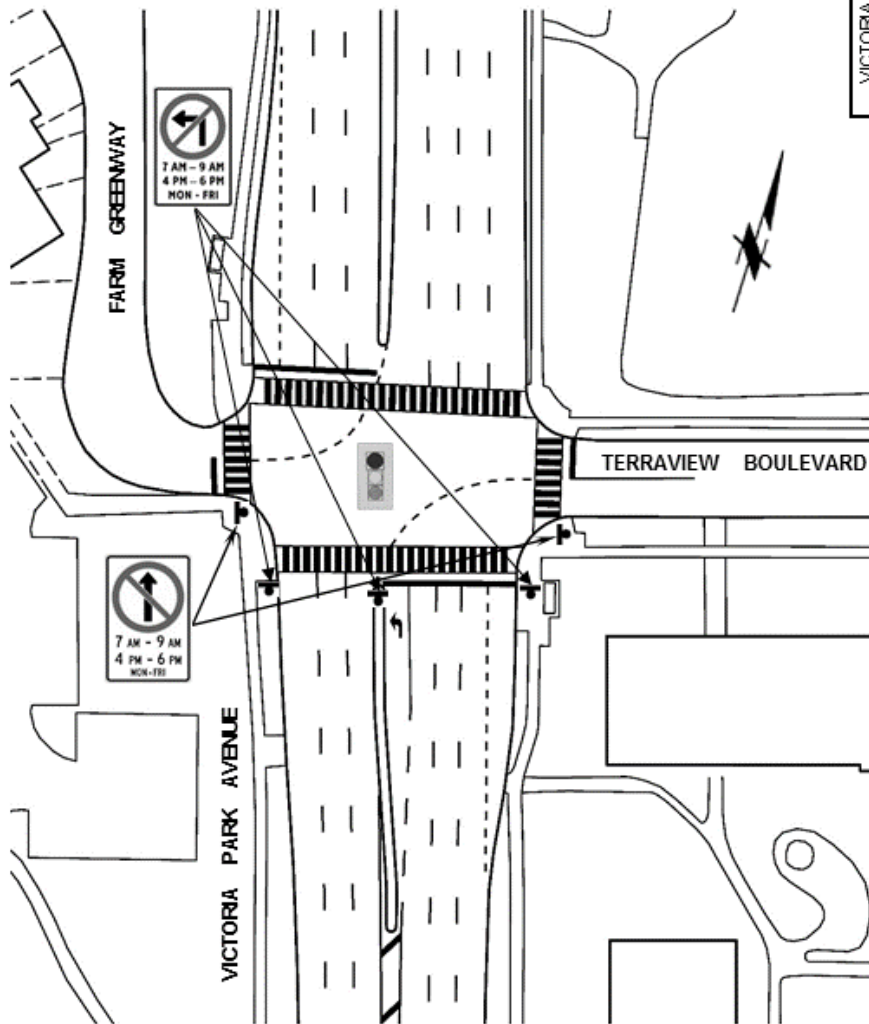 VICTORIA
FARM GREENWAY
7 AM – 9 AM
4 PM – 6 PM
MON - FRI
TERRAVIEW BOULEVARD
7 AM – 9 AM
4 PM – 6 PM
MON-FRI
VICTORIA PARK AVENUE